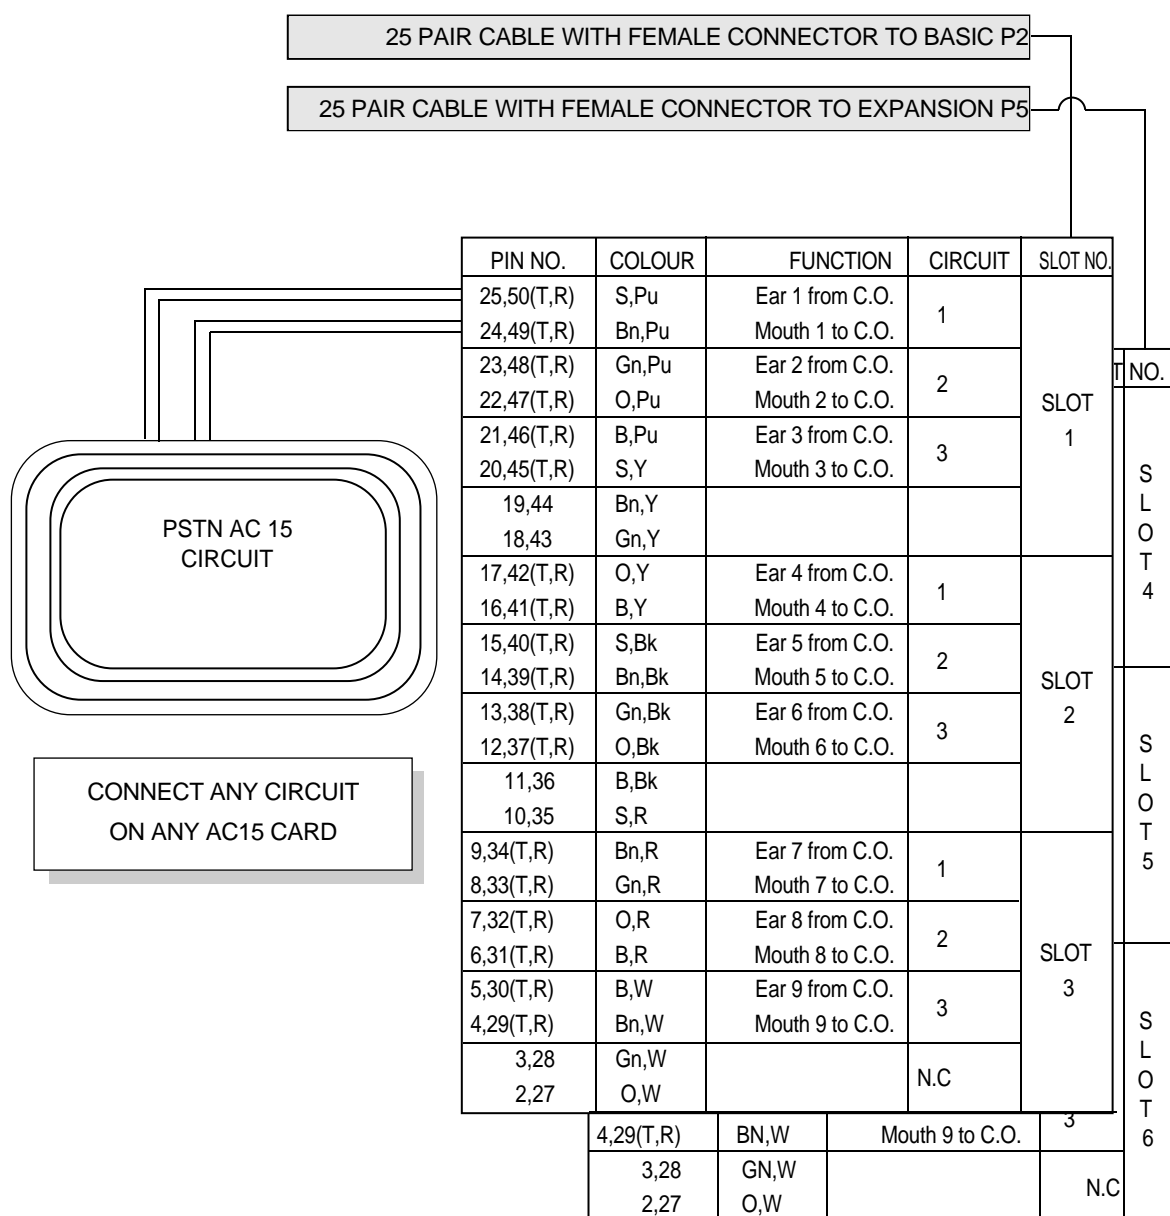 25 PAIR CABLE WITH FEMALE CONNECTOR TO BASIC P2
25 PAIR CABLE WITH FEMALE CONNECTOR TO EXPANSION P5
PIN NO. COLOUR FUNCTION CIRCUIT SLOT NO.
25,50(T,R) S,Pu Ear 1 from C.O. 1
24,49(T,R) Bn,Pu Mouth 1 to C.O.
23,48(T,R) Gn,Pu Ear 2 from C.O. 2
22,47(T,R) O,Pu Mouth 2 to C.O.
21,46(T,R) B,Pu Ear 3 from C.O. 3
20,45(T,R) S,Y Mouth 3 to C.O.
19,44 Bn,Y
18,43 Gn,Y
SLOT
1
17,42(T,R) O,Y Ear 4 from C.O. 1
16,41(T,R) B,Y Mouth 4 to C.O.
15,40(T,R) S,Bk Ear 5 from C.O. 2
14,39(T,R) Bn,Bk Mouth 5 to C.O.
13,38(T,R) Gn,Bk Ear 6 from C.O. 3
12,37(T,R) O,Bk Mouth 6 to C.O.
11,36 B,Bk
10,35 S,R
SLOT
2
9,34(T,R) Bn,R Ear 7 from C.O. 1
8,33(T,R) Gn,R Mouth 7 to C.O.
7,32(T,R) O,R Ear 8 from C.O. 2
6,31(T,R) B,R Mouth 8 to C.O.
5,30(T,R) B,W Ear 9 from C.O. 3
4,29(T,R) Bn,W Mouth 9 to C.O.
3,28 Gn,W N.C
2,27 O,W
SLOT
3
T NO.
S
L
O
T
4
S
L
O
T
5
S
L
O
T
6
4,29(T,R) BN,W Mouth 9 to C.O. 3
3,28 GN,W N.C
2,27 O,W
PSTN AC 15
CIRCUIT
CONNECT ANY CIRCUIT
ON ANY AC15 CARD